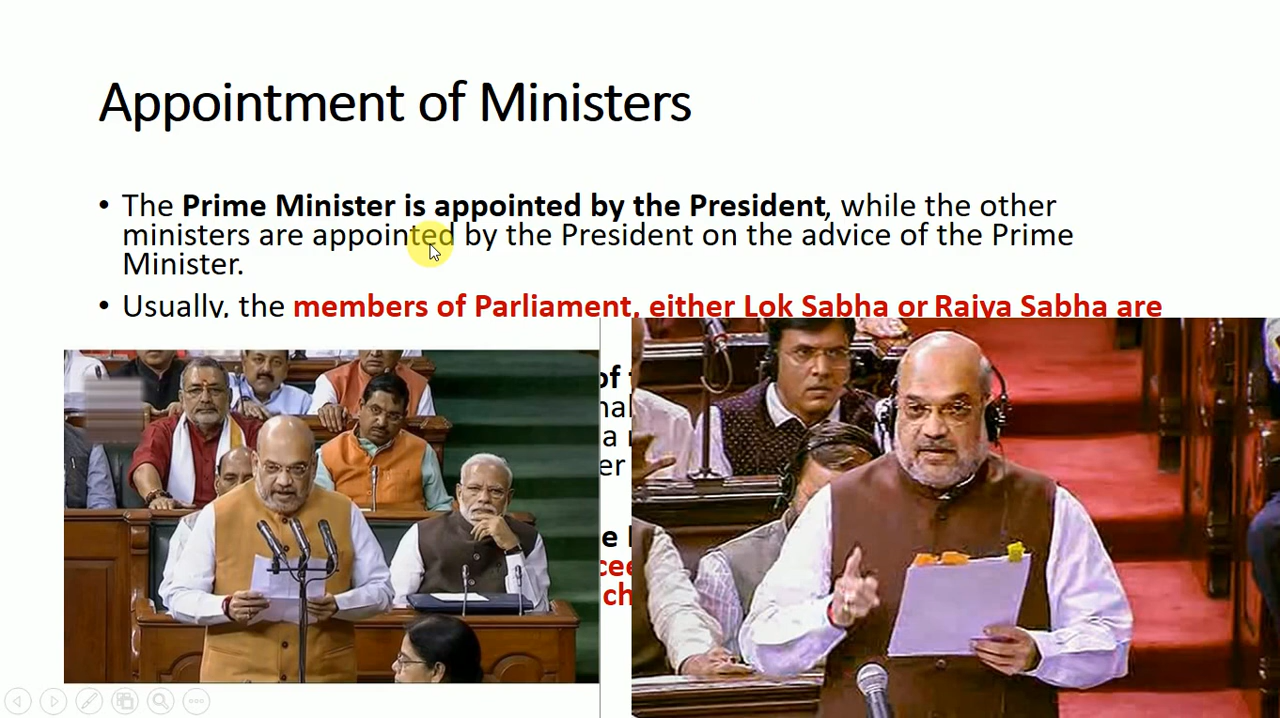 Appointment of Ministers
• The Prime Minister is appointed by the President, while the other
ministers are appointed by the President on the advice of the Prime
Minister.
• Usually, the members of Parliament, either Lok Sabha or Rajya Sabha are
of
a
er